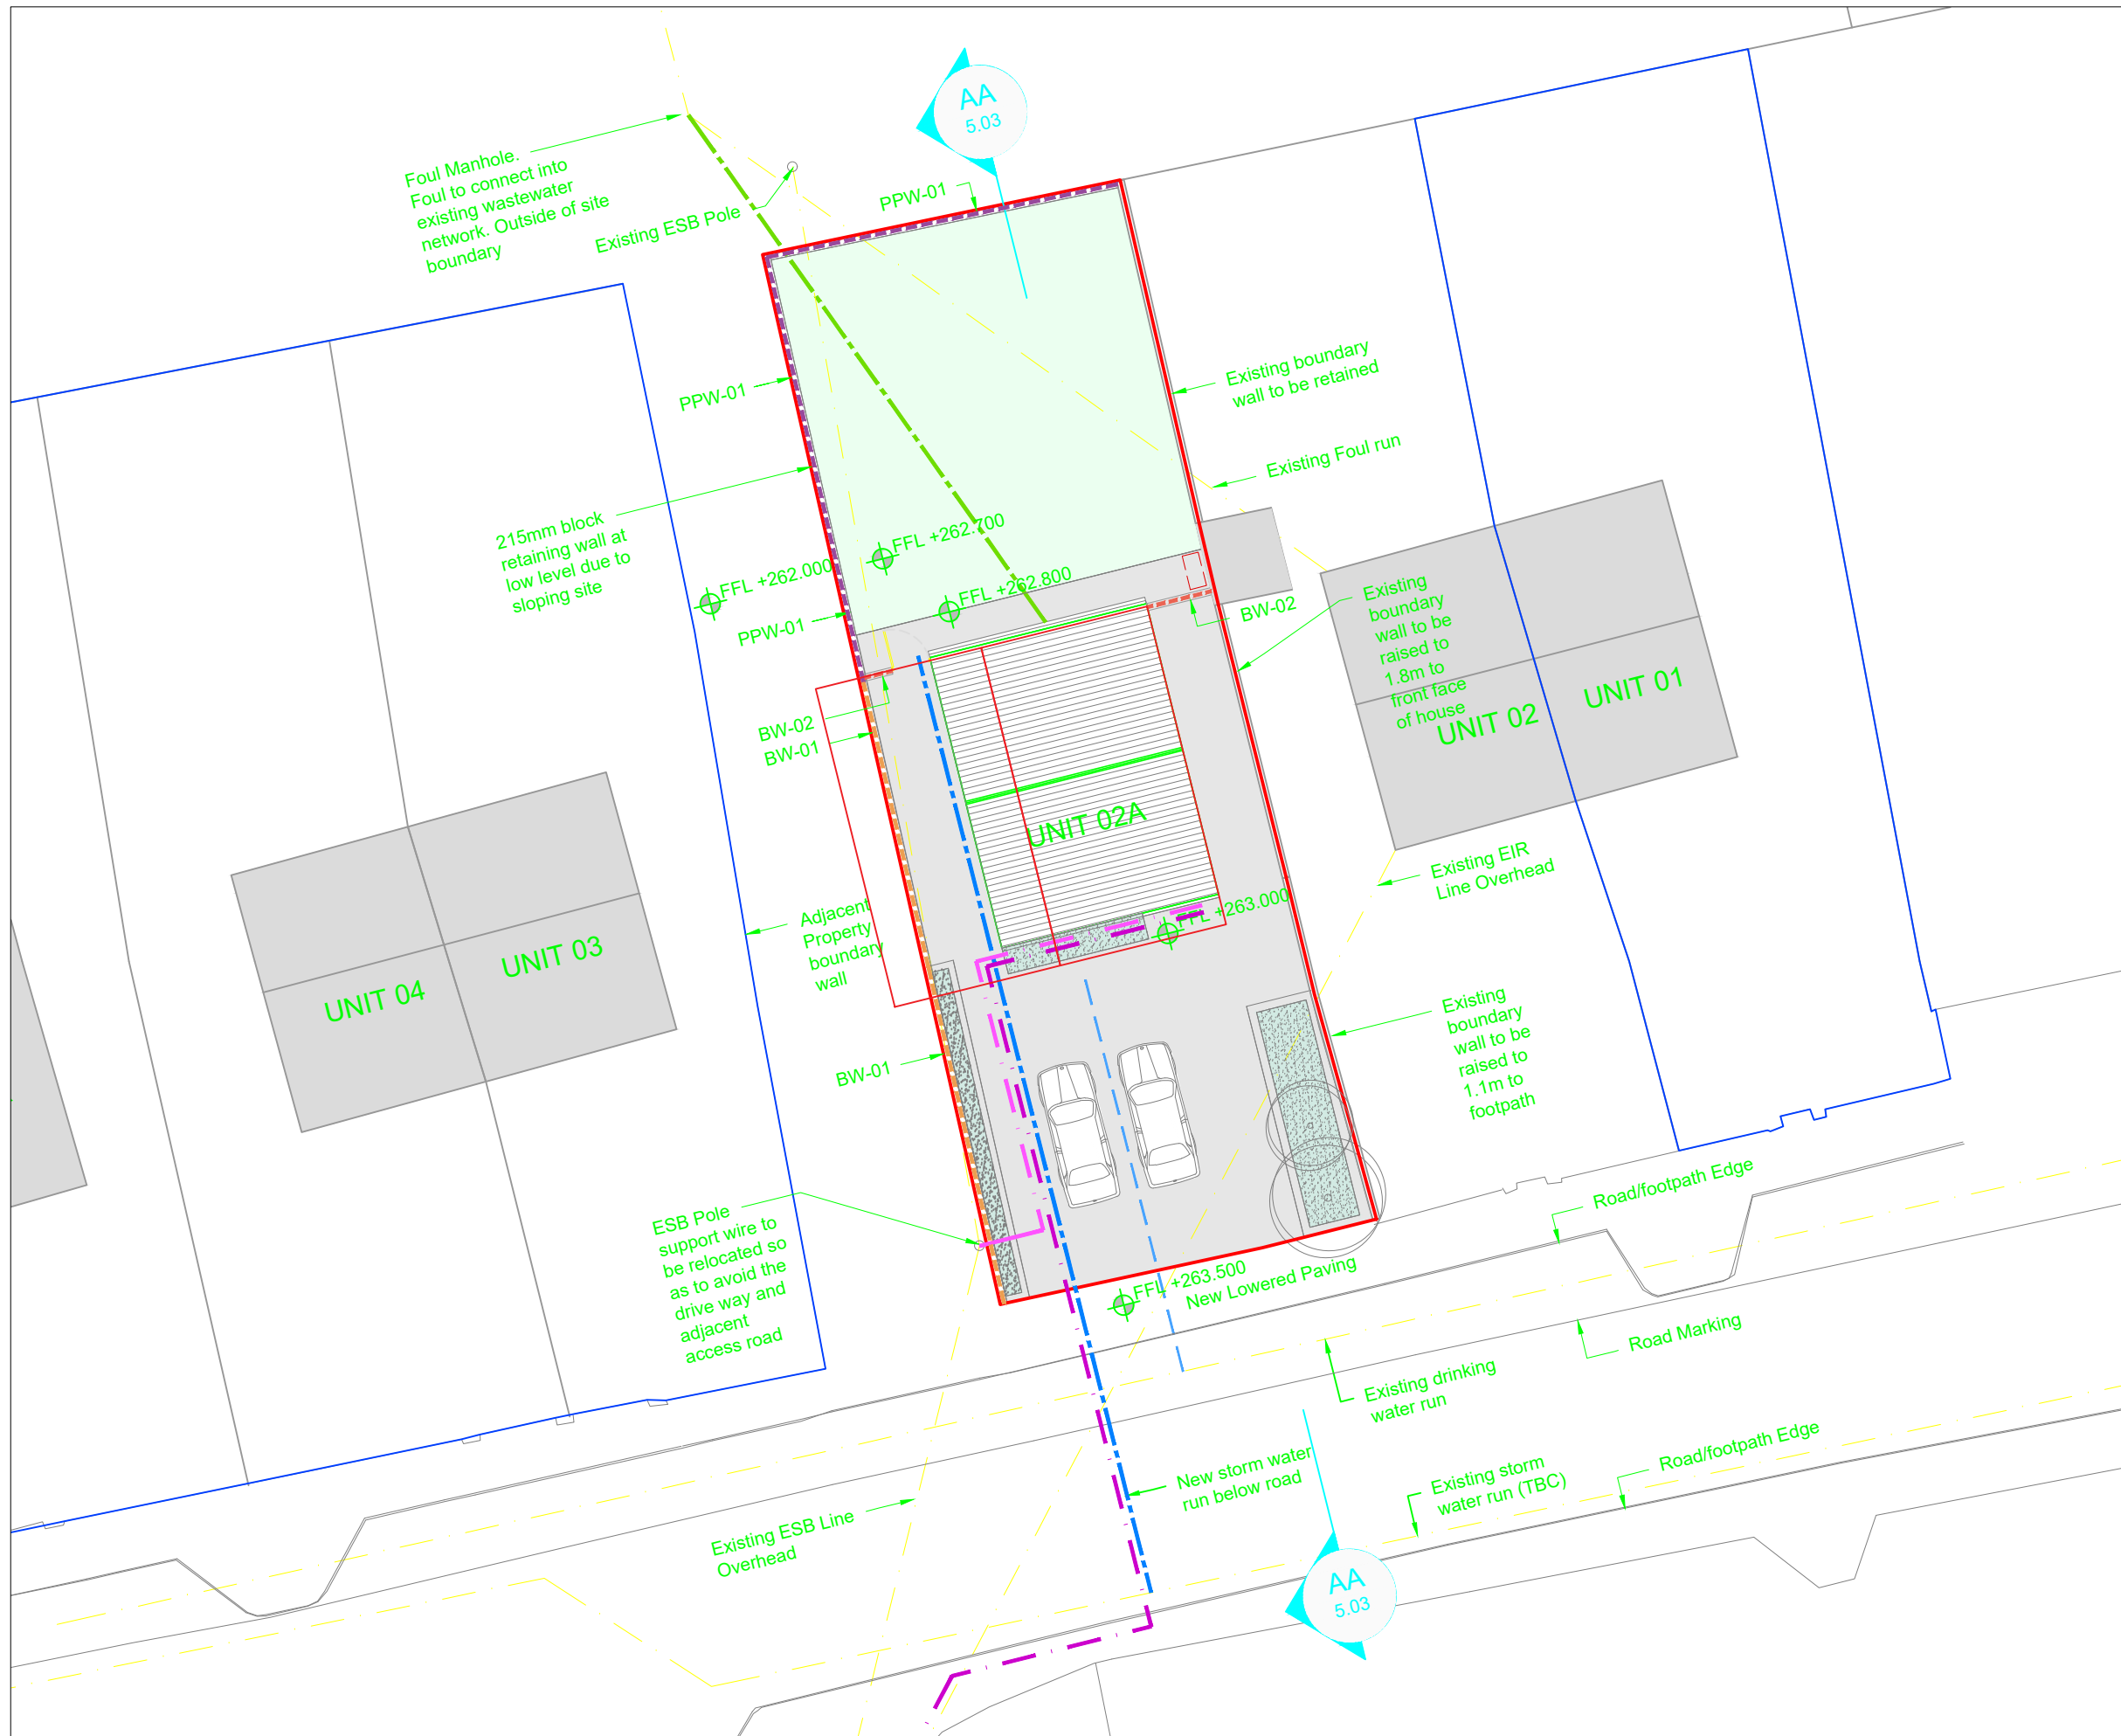 AA
5.03
Foul Manhole.
Foul to connect into
existing wastewater
network. Outside of site
boundary
Existing ESB Pole
PPW-01
PPW-01
Existing boundary
wall to be retained
Existing Foul run
215mm block
retaining wall at
low level due to
sloping site
FFL +262.700
FFL +262.000
FFL +262.800
PPW-01
BW-02
Existing
boundary
wall to be
raised to
1.8m to
front face
of house
UNIT 01
UNIT 02
BW-02
BW-01
UNIT 02A
Existing EIR
Line Overhead
Adjacent
Property
boundary
wall
FFL +263.000
UNIT 03
UNIT 04
Existing
boundary
wall to be
raised to
1.1m to
footpath
BW-01
ESB Pole
support wire to
be relocated so
as to avoid the
drive way and
adjacent
access road
Road/footpath Edge
FFL +263.500
New Lowered Paving
Road Marking
Existing drinking
water run
New storm water
run below road
Existing storm
water run (TBC)
Road/footpath Edge
Existing ESB Line
Overhead
AA
5.03